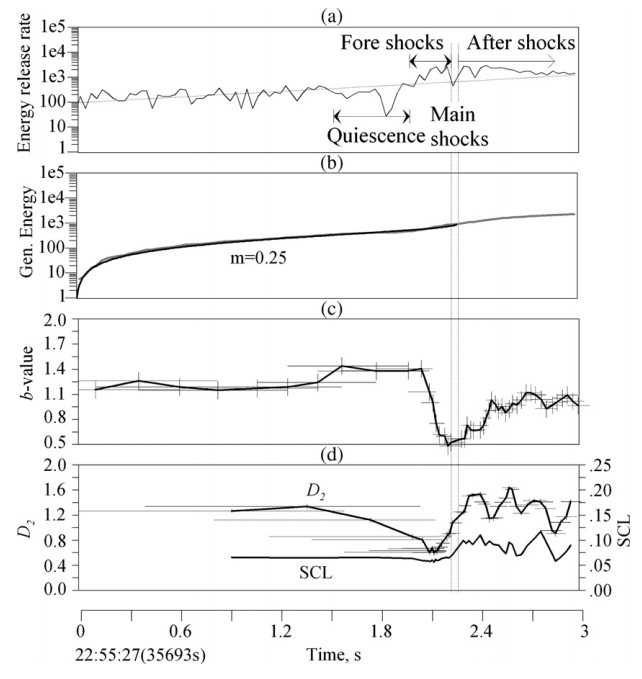 (a)
Energy release rate
1e5
1e4
1e3
100
10
1
Fore shocks
After shocks
Quiescence
Main
shocks
(b)
Gen. Energy
1e5
1e4
1e3
100
10
1
m=0.25
(c)
b-value
2.0
1.7
1.4
1.1
0.8
0.5
(d)
D2
2.0
1.6
1.2
0.8
0.4
0.0
D2
SCL
.25
.20
.15
.10
.05
.00
SCL
0 0.6 1.2 1.8 2.4 3
22:55:27(35693s)
Time, s